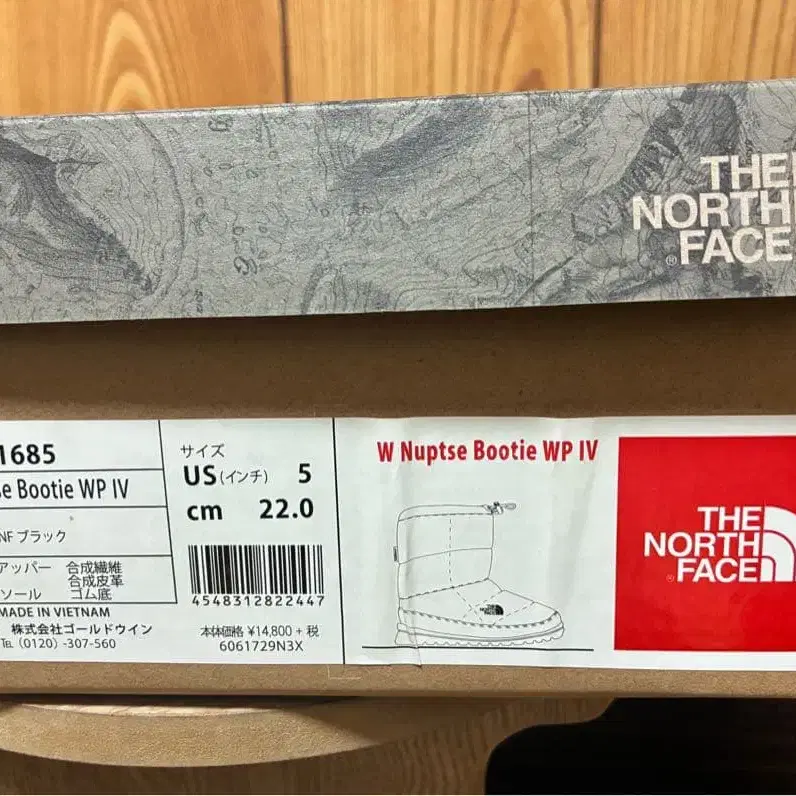 THE
NORTH
FACE
®
1685
se Bootie WP IV
NF ブラック
アッパー 合成繊維
合成皮革
ソール ゴム底
MADE IN VIETNAM
株式会社ゴールドウイン
TEL (0120) -307-560
サイズ
US (インチ) 5
cm 22.0
4548312822447
本体価格 ¥14,800 + 税
6061729N3X
W Nuptse Bootie WP IV
THE
NORTH
FACE
®